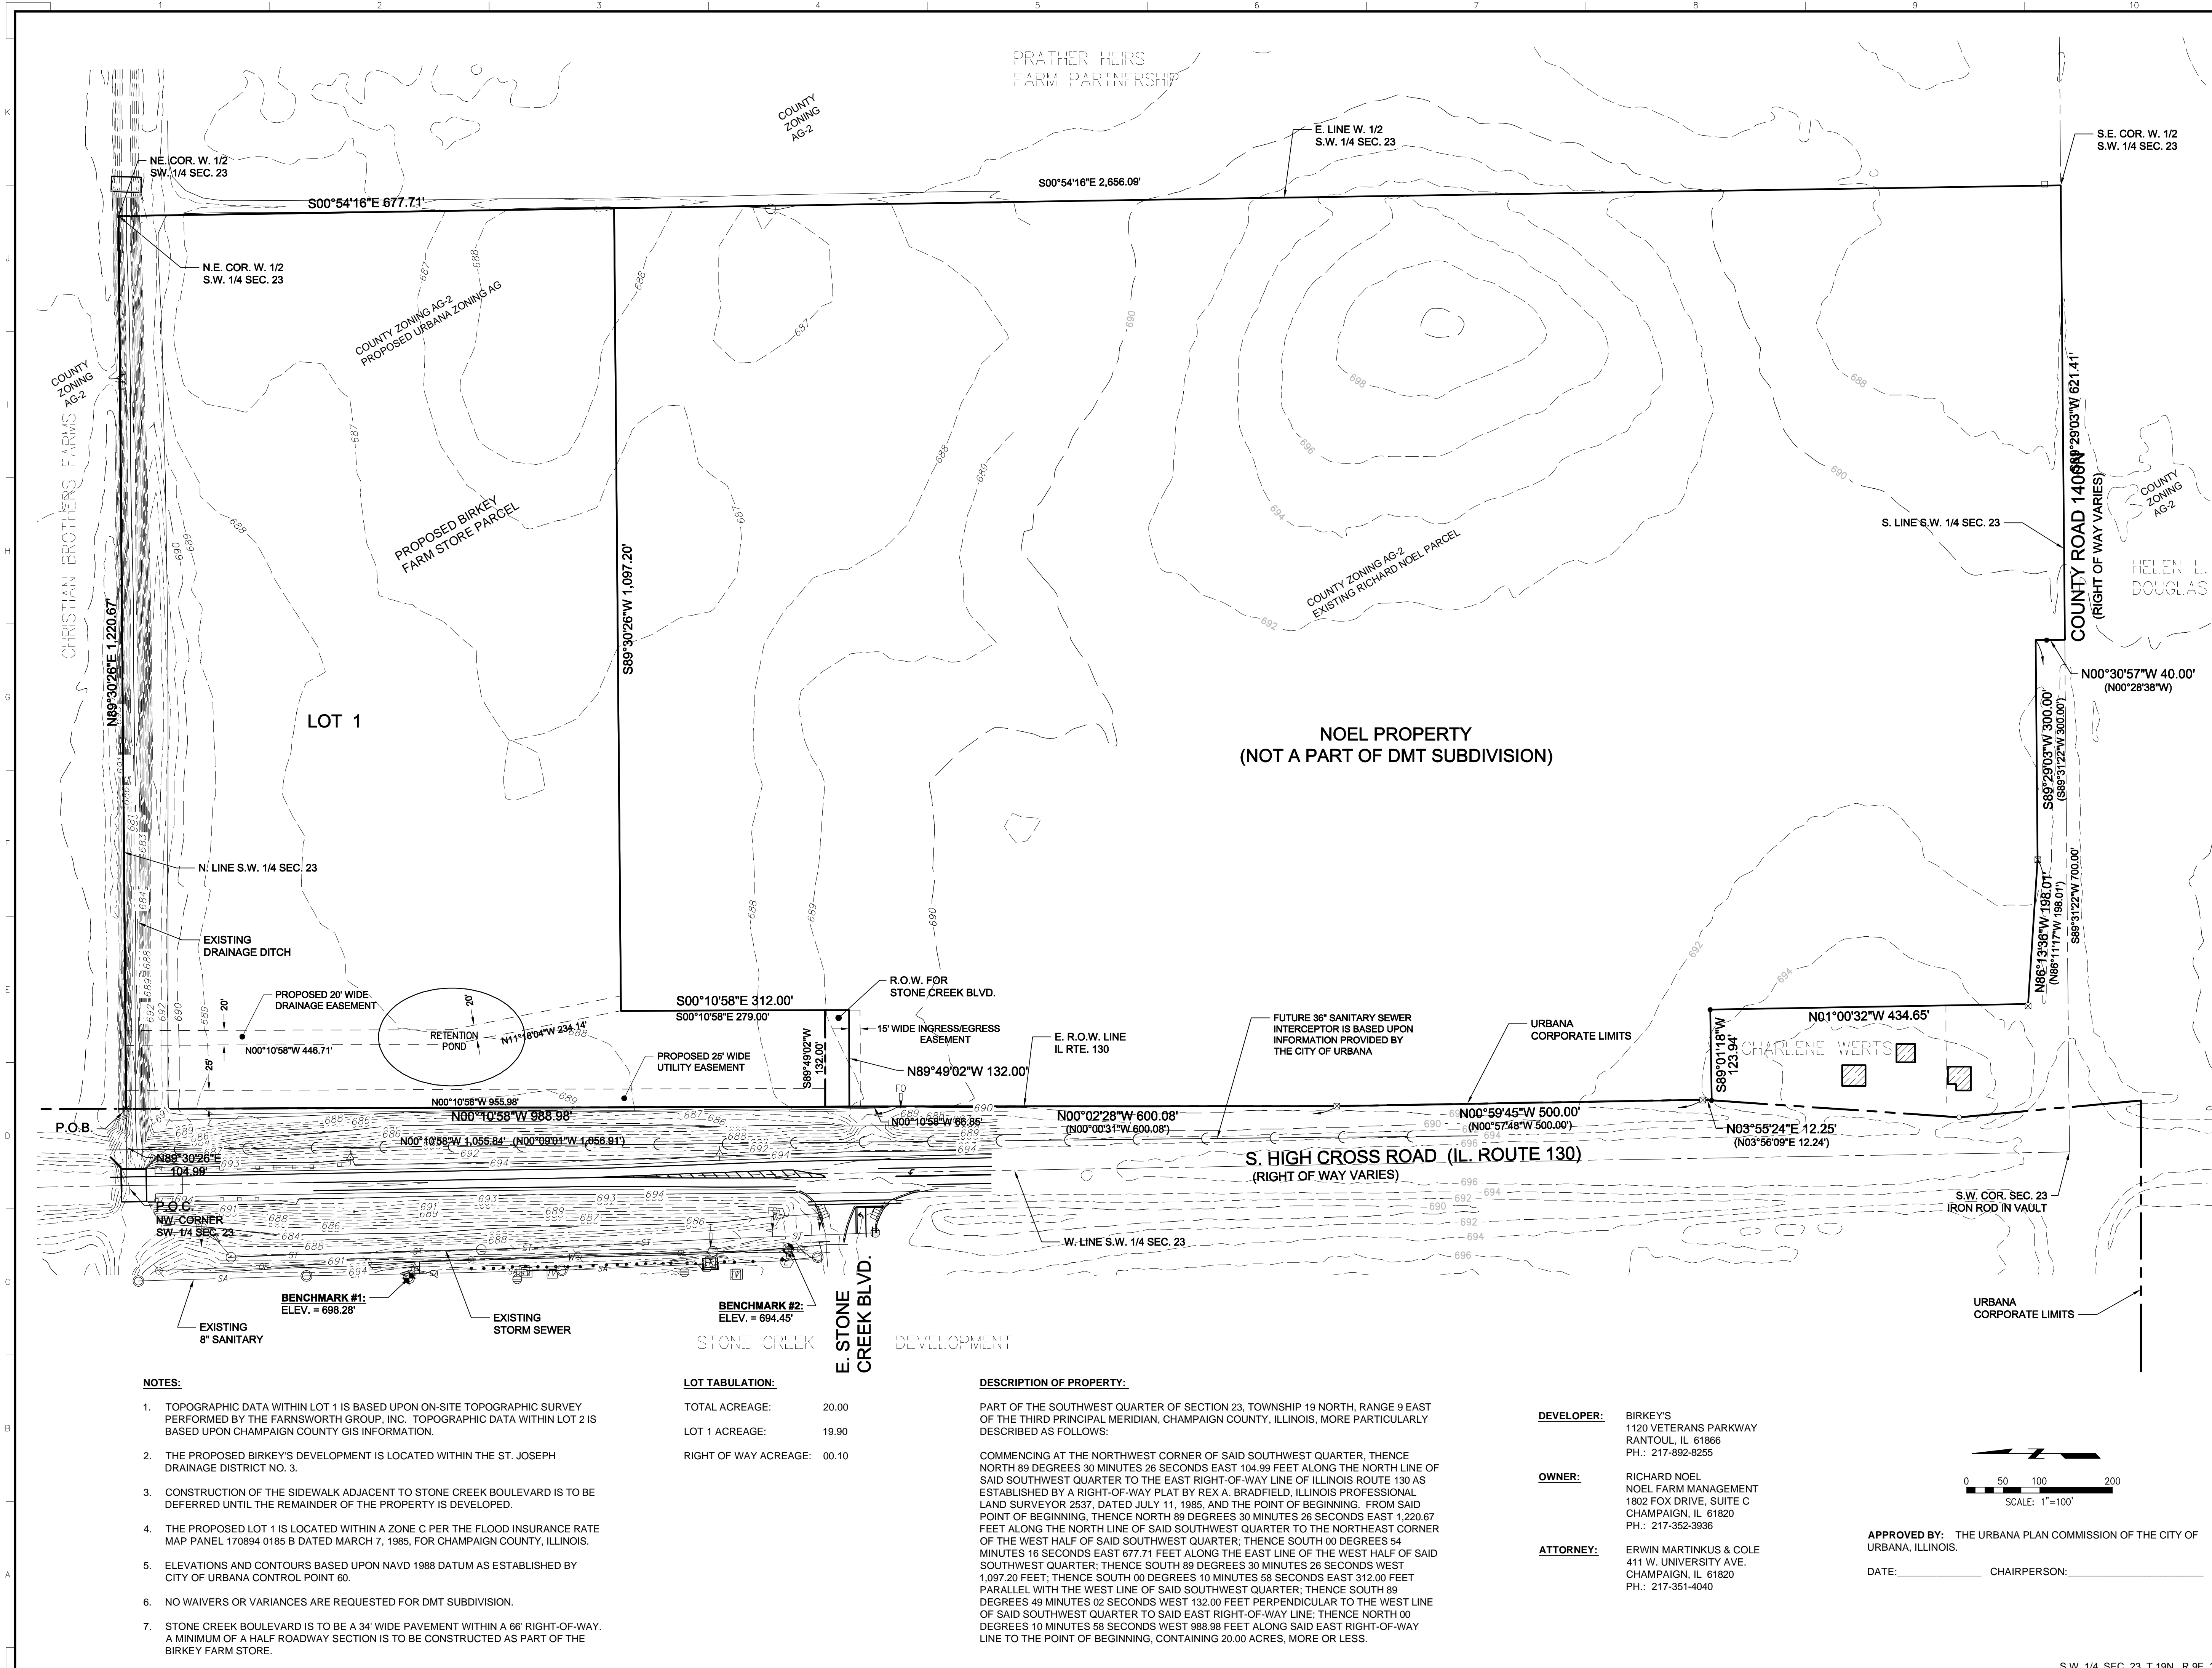 1 2 3 4 5 6 7 8 9 10
K
J
I
H
G
F
E
D
C
B
A
PRATHER HEIRS
FARM PARTNERSHIP
COUNTY
ZONING
AG-2
E. LINE W. 1/2
S.W. 1/4 SEC. 23
S.E. COR. W. 1/2
S.W. 1/4 SEC. 23
NE. COR. W. 1/2
SW. 1/4 SEC. 23
S00°54'16"E 677.71'
S00°54'16"E 2,656.09'
N.E. COR. W. 1/2
S.W. 1/4 SEC. 23
COUNTY ZONING AG-2
PROPOSED URBANA ZONING AG
COUNTY
ZONING
AG-2
CHRISTIAN BROTHERS FARMS
N89°30'26"E 1,220.67'
PROPOSED BIRKEY
FARM STORE PARCEL
S89°30'26"W 1,097.20'
LOT 1
687
688
688
687
690
698
696
694
692
688
690
687
688
689
687
688
690
689
COUNTY ZONING AG-2
EXISTING RICHARD NOEL PARCEL
S. LINE S.W. 1/4 SEC. 23
S89°29'03"W 621.41'
COUNTY ROAD 1400N
(RIGHT OF WAY VARIES)
COUNTY
ZONING
AG-2
HELEN L.
DOUGLAS
N00°30'57"W 40.00'
(N00°28'38"W)
S89°29'03"W 300.00'
(S89°31'22"W 300.00')
NOEL PROPERTY
(NOT A PART OF DMT SUBDIVISION)
N. LINE S.W. 1/4 SEC. 23
EXISTING
DRAINAGE DITCH
688
689
690
692
694
S89°31'22"W 700.00'
N86°13'36"W 198.01'
(N86°11'17"W 198.01')
PROPOSED 20' WIDE
DRAINAGE EASEMENT
20'
20'
25'
N00°10'58"W 446.71'
RETENTION
POND
N11°18'04"W 234.14'
688
S00°10'58"E 312.00'
S00°10'58"E 279.00'
R.O.W. FOR
STONE CREEK BLVD.
15' WIDE INGRESS/EGRESS
EASEMENT
S89°49'02"W
132.00'
N89°49'02"W 132.00'
PROPOSED 25' WIDE
UTILITY EASEMENT
E. R.O.W. LINE
IL RTE. 130
FUTURE 36" SANITARY SEWER
INTERCEPTOR IS BASED UPON
INFORMATION PROVIDED BY
THE CITY OF URBANA
URBANA
CORPORATE LIMITS
N01°00'32"W 434.65'
CHARLENE WERTS
S89°01'18"W
123.94'
FO
P.O.B.
N00°10'58"W 955.98'
689
N00°10'58"W 988.98'
N00°10'58"W 1,055.84' (N00°09'01"W 1,056.91')
N00°10'58"W 66.85'
N00°02'28"W 600.08'
(N00°00'31"W 600.08')
N00°59'45"W 500.00'
(N00°57'48"W 500.00')
N03°55'24"E 12.25'
(N03°56'09"E 12.24')
N89°30'26"E
104.99'
S. HIGH CROSS ROAD (IL. ROUTE 130)
(RIGHT OF WAY VARIES)
P.O.C.
NW. CORNER
SW. 1/4 SEC. 23
W. LINE S.W. 1/4 SEC. 23
S.W. COR. SEC. 23
IRON ROD IN VAULT
BENCHMARK #1:
ELEV. = 698.28'
BENCHMARK #2:
ELEV. = 694.45'
EXISTING
8" SANITARY
EXISTING
STORM SEWER
E. STONE
CREEK BLVD.
STONE CREEK DEVELOPMENT
URBANA
CORPORATE LIMITS
NOTES:
1. TOPOGRAPHIC DATA WITHIN LOT 1 IS BASED UPON ON-SITE TOPOGRAPHIC SURVEY
PERFORMED BY THE FARNSWORTH GROUP, INC. TOPOGRAPHIC DATA WITHIN LOT 2 IS
BASED UPON CHAMPAIGN COUNTY GIS INFORMATION.
2. THE PROPOSED BIRKEY'S DEVELOPMENT IS LOCATED WITHIN THE ST. JOSEPH
DRAINAGE DISTRICT NO. 3.
3. CONSTRUCTION OF THE SIDEWALK ADJACENT TO STONE CREEK BOULEVARD IS TO BE
DEFERRED UNTIL THE REMAINDER OF THE PROPERTY IS DEVELOPED.
4. THE PROPOSED LOT 1 IS LOCATED WITHIN A ZONE C PER THE FLOOD INSURANCE RATE
MAP PANEL 170894 0185 B DATED MARCH 7, 1985, FOR CHAMPAIGN COUNTY, ILLINOIS.
5. ELEVATIONS AND CONTOURS BASED UPON NAVD 1988 DATUM AS ESTABLISHED BY
CITY OF URBANA CONTROL POINT 60.
6. NO WAIVERS OR VARIANCES ARE REQUESTED FOR DMT SUBDIVISION.
7. STONE CREEK BOULEVARD IS TO BE A 34' WIDE PAVEMENT WITHIN A 66' RIGHT-OF-WAY.
A MINIMUM OF A HALF ROADWAY SECTION IS TO BE CONSTRUCTED AS PART OF THE
BIRKEY FARM STORE.
LOT TABULATION:
TOTAL ACREAGE: 20.00
LOT 1 ACREAGE: 19.90
RIGHT OF WAY ACREAGE: 00.10
DESCRIPTION OF PROPERTY:
PART OF THE SOUTHWEST QUARTER OF SECTION 23, TOWNSHIP 19 NORTH, RANGE 9 EAST
OF THE THIRD PRINCIPAL MERIDIAN, CHAMPAIGN COUNTY, ILLINOIS, MORE PARTICULARLY
DESCRIBED AS FOLLOWS:
COMMENCING AT THE NORTHWEST CORNER OF SAID SOUTHWEST QUARTER, THENCE
NORTH 89 DEGREES 30 MINUTES 26 SECONDS EAST 104.99 FEET ALONG THE NORTH LINE OF
SAID SOUTHWEST QUARTER TO THE EAST RIGHT-OF-WAY LINE OF ILLINOIS ROUTE 130 AS
ESTABLISHED BY A RIGHT-OF-WAY PLAT BY REX A. BRADFIELD, ILLINOIS PROFESSIONAL
LAND SURVEYOR 2537, DATED JULY 11, 1985, AND THE POINT OF BEGINNING. FROM SAID
POINT OF BEGINNING, THENCE NORTH 89 DEGREES 30 MINUTES 26 SECONDS EAST 1,220.67
FEET ALONG THE NORTH LINE OF SAID SOUTHWEST QUARTER TO THE NORTHEAST CORNER
OF THE WEST HALF OF SAID SOUTHWEST QUARTER; THENCE SOUTH 00 DEGREES 54
MINUTES 16 SECONDS EAST 677.71 FEET ALONG THE EAST LINE OF THE WEST HALF OF SAID
SOUTHWEST QUARTER; THENCE SOUTH 89 DEGREES 30 MINUTES 26 SECONDS WEST
1,097.20 FEET; THENCE SOUTH 00 DEGREES 10 MINUTES 58 SECONDS EAST 312.00 FEET
PARALLEL WITH THE WEST LINE OF SAID SOUTHWEST QUARTER; THENCE SOUTH 89
DEGREES 49 MINUTES 02 SECONDS WEST 132.00 FEET PERPENDICULAR TO THE WEST LINE
OF SAID SOUTHWEST QUARTER TO SAID EAST RIGHT-OF-WAY LINE; THENCE NORTH 00
DEGREES 10 MINUTES 58 SECONDS WEST 988.98 FEET ALONG SAID EAST RIGHT-OF-WAY
LINE TO THE POINT OF BEGINNING, CONTAINING 20.00 ACRES, MORE OR LESS.
DEVELOPER: BIRKEY'S
1120 VETERANS PARKWAY
RANTOUL, IL 61866
PH.: 217-892-8255
OWNER: RICHARD NOEL
NOEL FARM MANAGEMENT
1802 FOX DRIVE, SUITE C
CHAMPAIGN, IL 61820
PH.: 217-352-3936
ATTORNEY: ERWIN MARTINKUS & COLE
411 W. UNIVERSITY AVE.
CHAMPAIGN, IL 61820
PH.: 217-351-4040
0 50 100 200
SCALE: 1"=100'
APPROVED BY: THE URBANA PLAN COMMISSION OF THE CITY OF
URBANA, ILLINOIS.
DATE: CHAIRPERSON: